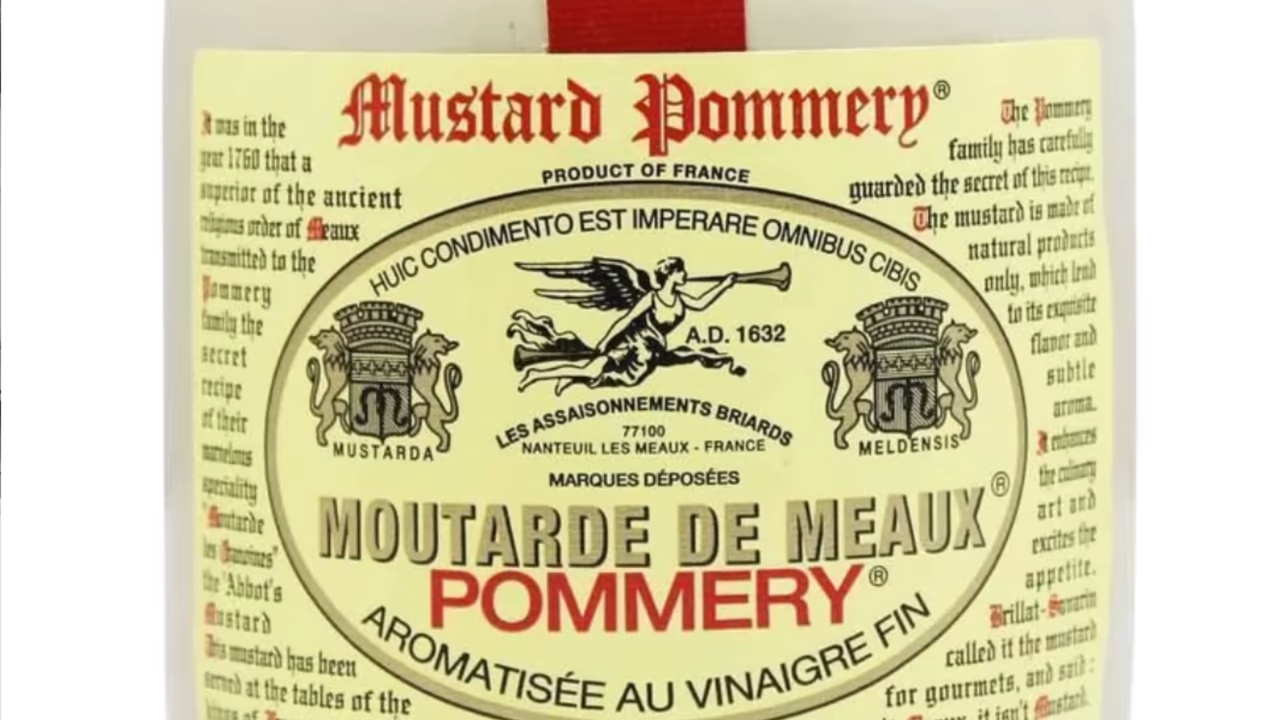 Mustard Pommery®
PRODUCT OF FRANCE
It was in the
year 1760 that a
superior of the ancient
religious order of Meaux
transmitted to the
Pommery
family the
secret
recipe
of their
marvelous
speciality
"Moutarde
des Chanoines"
the 'Abbot's
Mustard
This mustard has been
served at the tables of the
kings of
HUIC CONDIMENTO EST IMPERARE OMNIBUS CIBIS
A.D. 1632
MUSTARDA
MELDENSIS
LES ASSAISONNEMENTS BRIARDS
77100
NANTEUIL LES MEAUX - FRANCE
MARQUES DÉPOSÉES
MOUTARDE DE MEAUX®
POMMERY®
AROMATISÉE AU VINAIGRE FIN
The Pommery
family has carefully
guarded the secret of this recipe.
The mustard is made of
natural products
only, which lend
to its exquisite
flavor and
subtle
aroma.
It enhances
the culinary
art and
excites the
appetite.
Brillat-Savarin
called it the mustard
for gourmets, and said :
it isn't Mustard.